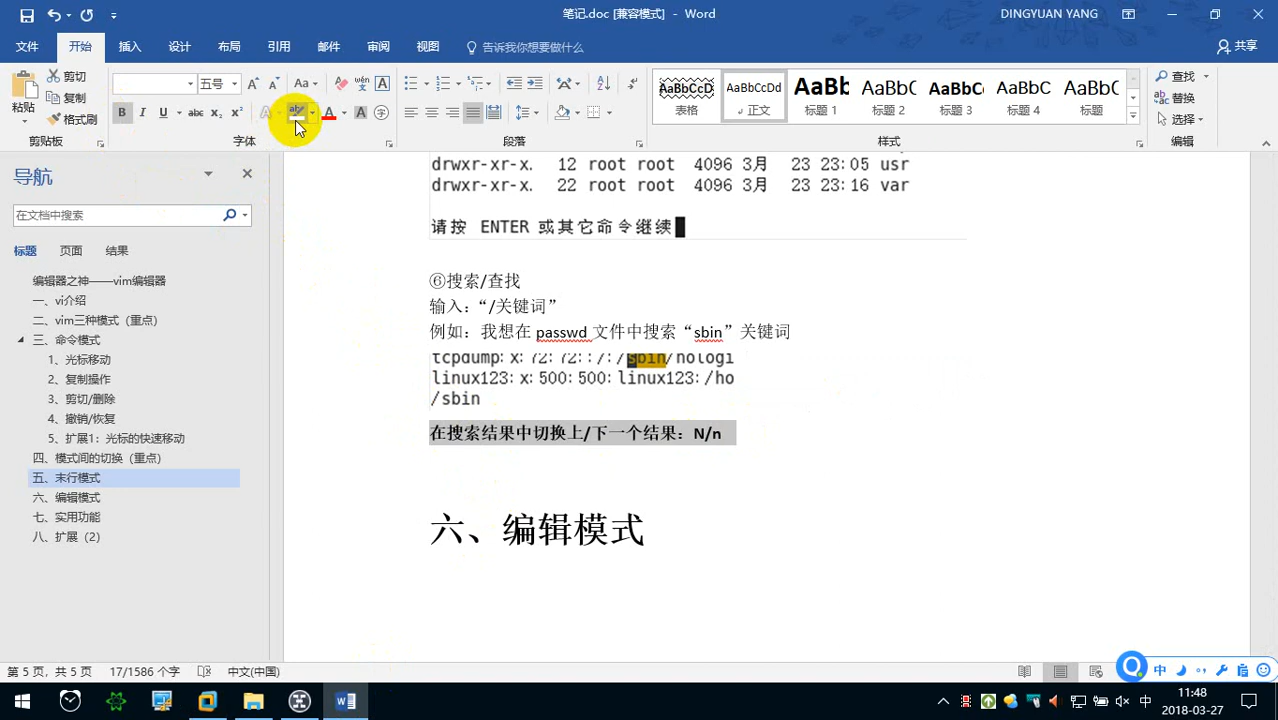 笔记.doc [兼容模式] - Word
DINGYUAN YANG
文件 开始 插入 设计 布局 引用 邮件 审阅 视图 告诉我你想要做什么 共享
粘贴 剪切 复制 格式刷
五号
AaBbCcD AaBbCcDd AaBb AaBbC AaBbCc AaBbC AaBbC
表格 正文 标题 1 标题 2 标题 3 标题 4 标题
查找 替换 选择
剪贴板 字体 段落 样式 编辑
导航
在文档中搜索
标题 页面 结果
编辑器之神——vim编辑器
一、vi介绍
二、vim三种模式（重点）
三、命令模式
1、光标移动
2、复制操作
3、剪切/删除
4、撤销/恢复
5、扩展1：光标的快速移动
四、模式间的切换（重点）
五、末行模式
六、编辑模式
七、实用功能
八、扩展（2）
drwxr-xr-x. 12 root root 4096 3月 23 23:05 usr
drwxr-xr-x. 22 root root 4096 3月 23 23:16 var
请按 ENTER 或其它命令继续
⑥搜索/查找
输入：“/关键词”
例如：我想在 passwd 文件中搜索“sbin”关键词
tcpdump:x:72:72::/:/sbin/nologi
linux123:x:500:500:linux123:/ho
/sbin
在搜索结果中切换上/下一个结果：N/n
六、编辑模式
第 5 页，共 5 页 17/1586 个字 中文(中国)
中
中 11:48
2018-03-27